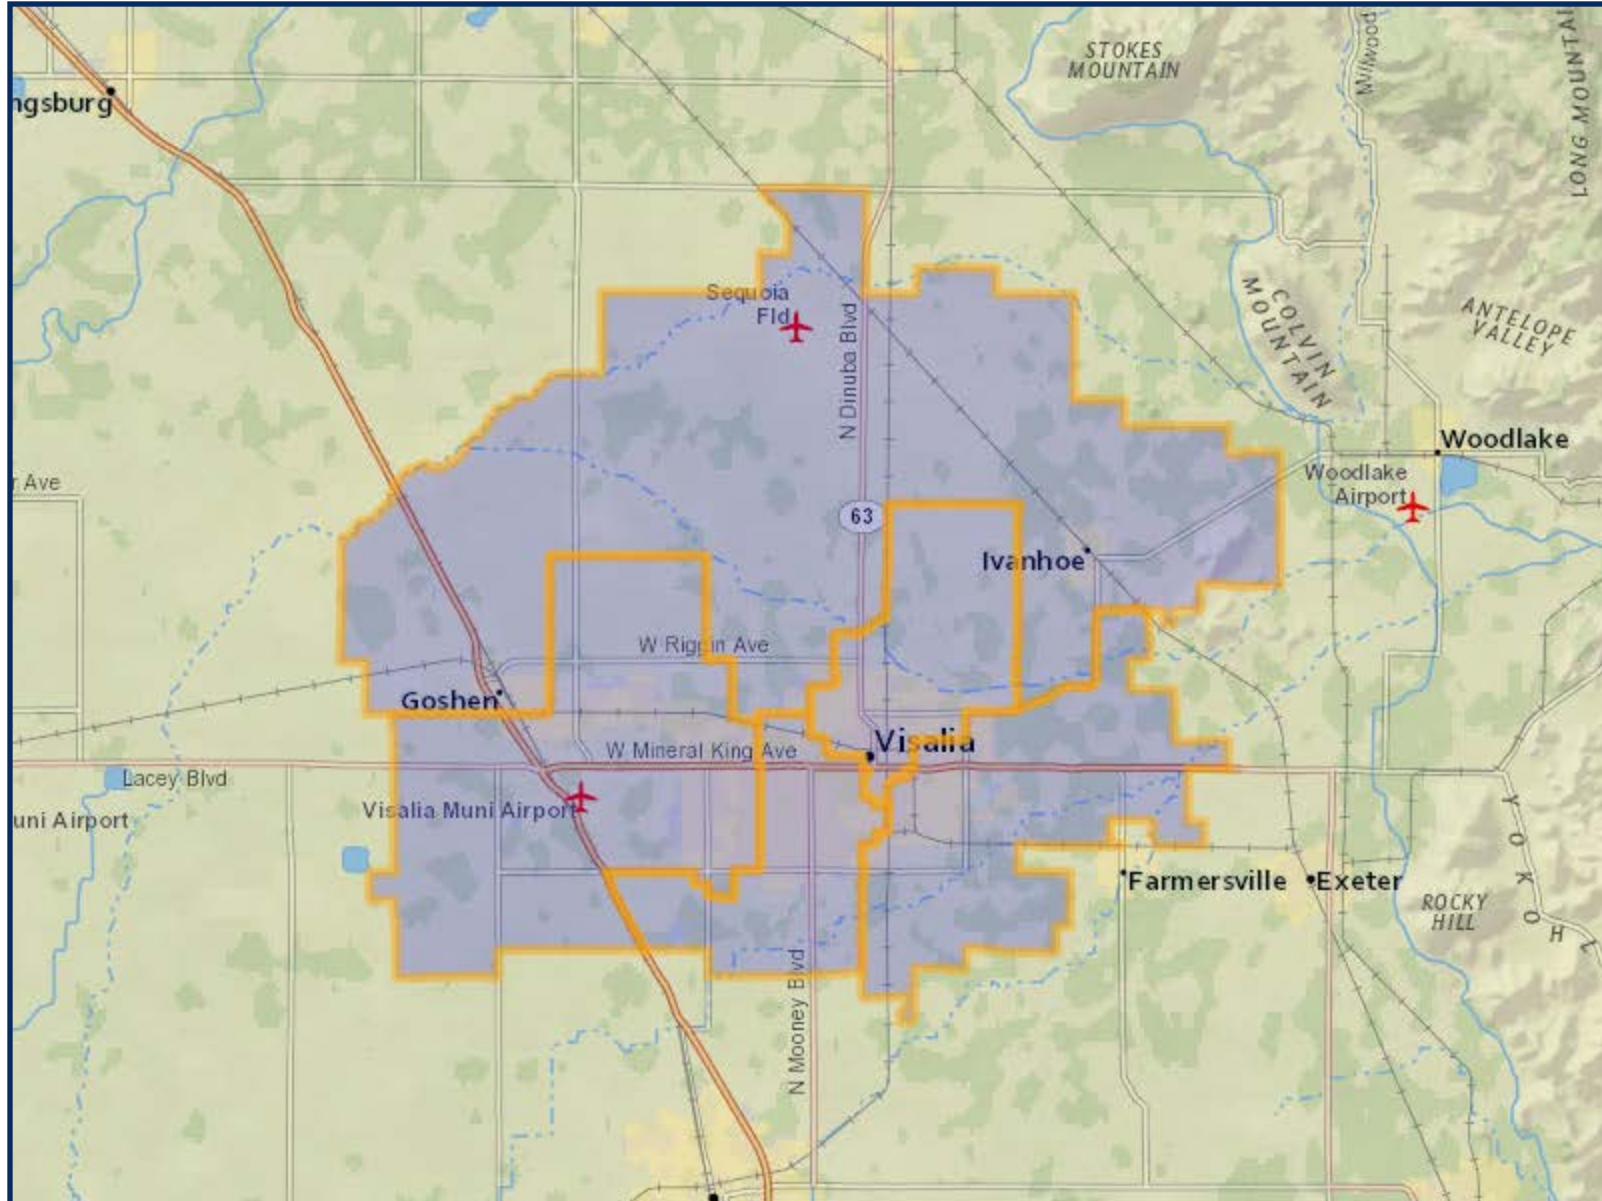 STOKES
MOUNTAIN
Millwood
LONG MOUNTAI
ngsburg
Sequoia
Fld
N Dinuba Blvd
COLVIN
MOUNTAIN
ANTELOPE
VALLEY
Woodlake
Woodlake
Airport
r Ave
63
Ivanhoe
W Riggin Ave
Goshen
Visalia
W Mineral King Ave
Lacey Blvd
Visalia Muni Airport
uni Airport
Farmersville
Exeter
ROCKY
HILL
YOKOH
N Mooney Blvd